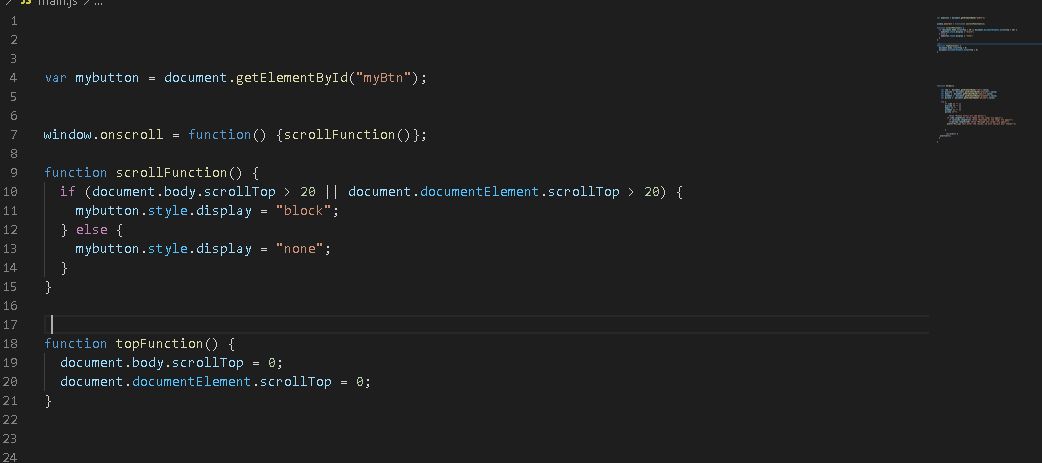 JS main.js > ...
1
2
3
4 var mybutton = document.getElementById("myBtn");
5
6
7 window.onscroll = function() {scrollFunction()};
8
9 function scrollFunction() {
10   if (document.body.scrollTop > 20 || document.documentElement.scrollTop > 20) {
11     mybutton.style.display = "block";
12   } else {
13     mybutton.style.display = "none";
14   }
15 }
16
17
18 function topFunction() {
19   document.body.scrollTop = 0;
20   document.documentElement.scrollTop = 0;
21 }
22
23
24